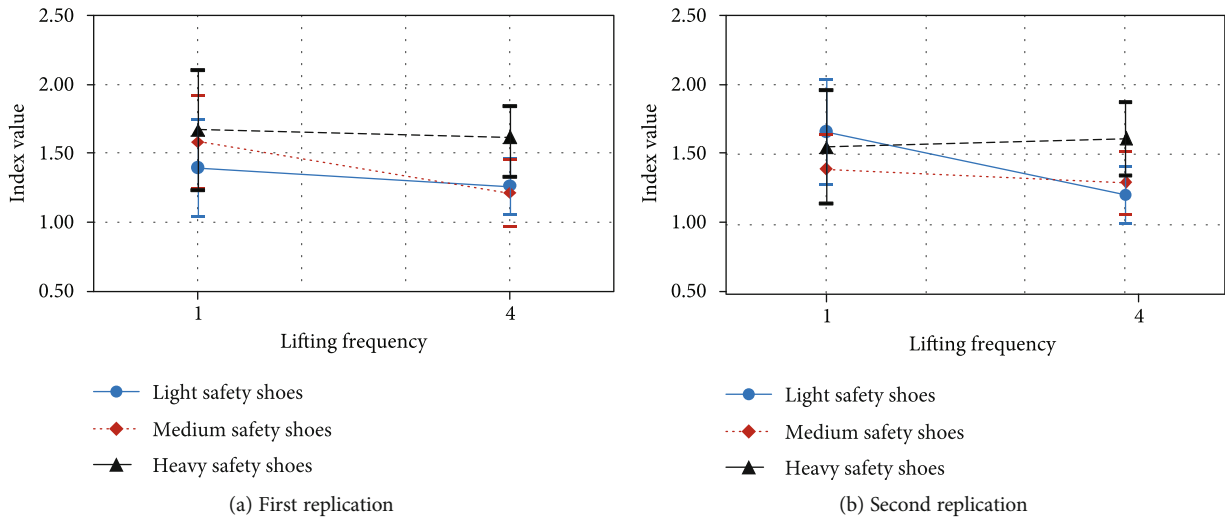 2.50
2.00
1.50
1.00
0.50
Index value
1
4
Lifting frequency
Light safety shoes
Medium safety shoes
Heavy safety shoes
(a) First replication
2.50
2.00
1.50
1.00
0.50
Index value
1
4
Lifting frequency
Light safety shoes
Medium safety shoes
Heavy safety shoes
(b) Second replication